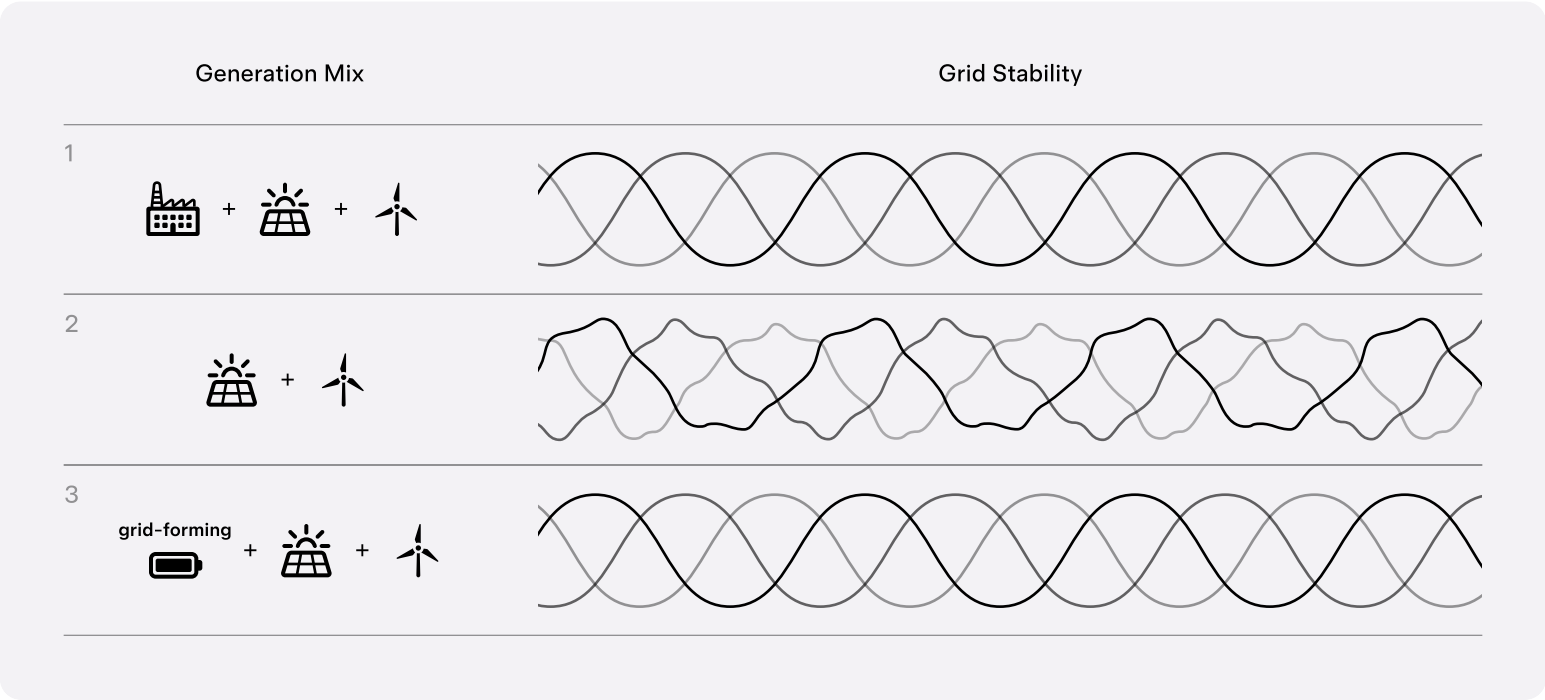 Generation Mix
Grid Stability
1
+
+
2
+
3
grid-forming
+
+